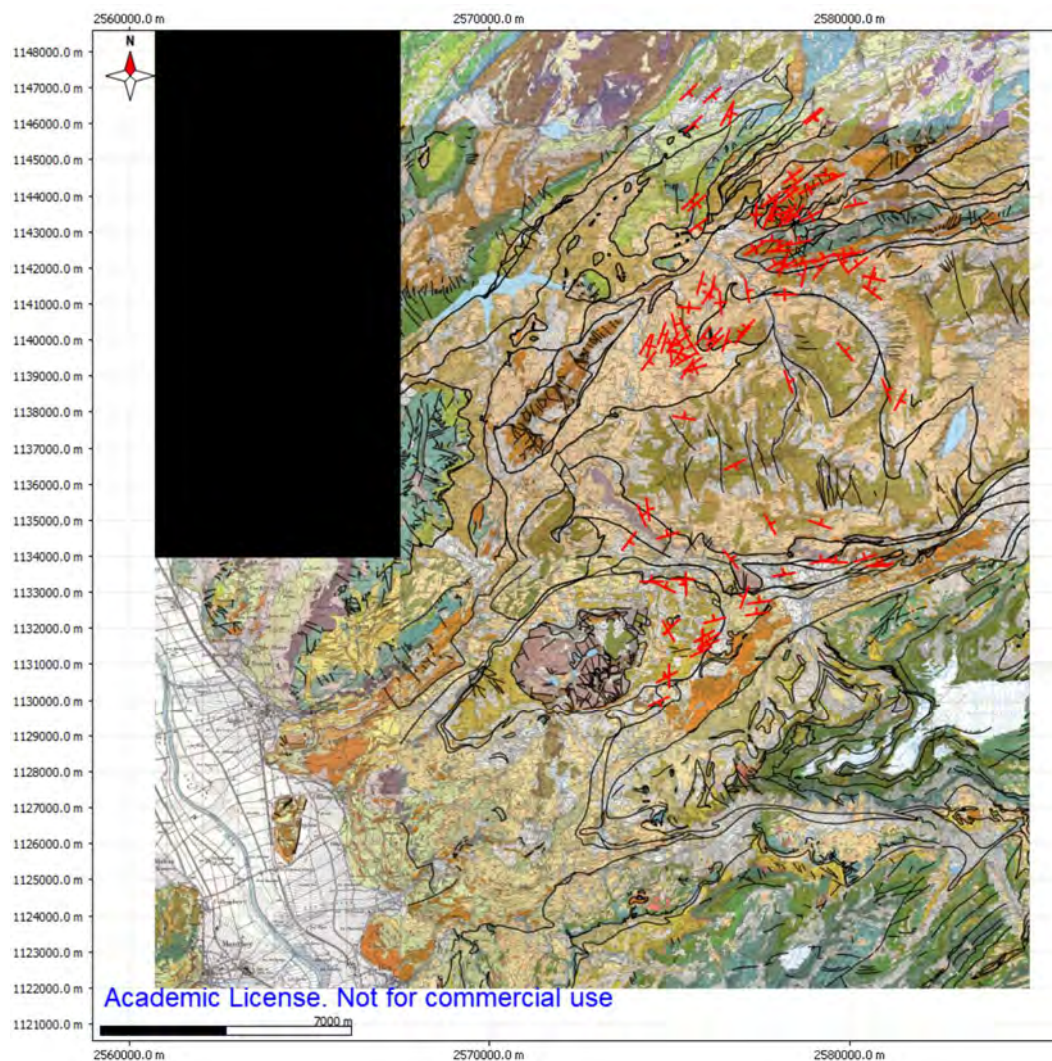 2560000.0 m
2570000.0 m
2580000.0 m
N
1148000.0 m
1147000.0 m
1146000.0 m
1145000.0 m
1144000.0 m
1143000.0 m
1142000.0 m
1141000.0 m
1140000.0 m
1139000.0 m
1138000.0 m
1137000.0 m
1136000.0 m
1135000.0 m
1134000.0 m
1133000.0 m
1132000.0 m
1131000.0 m
1130000.0 m
1129000.0 m
1128000.0 m
1127000.0 m
1126000.0 m
1125000.0 m
1124000.0 m
1123000.0 m
1122000.0 m
1121000.0 m
Monthey
Academic License. Not for commercial use
7000 m
2560000.0 m
2570000.0 m
2580000.0 m